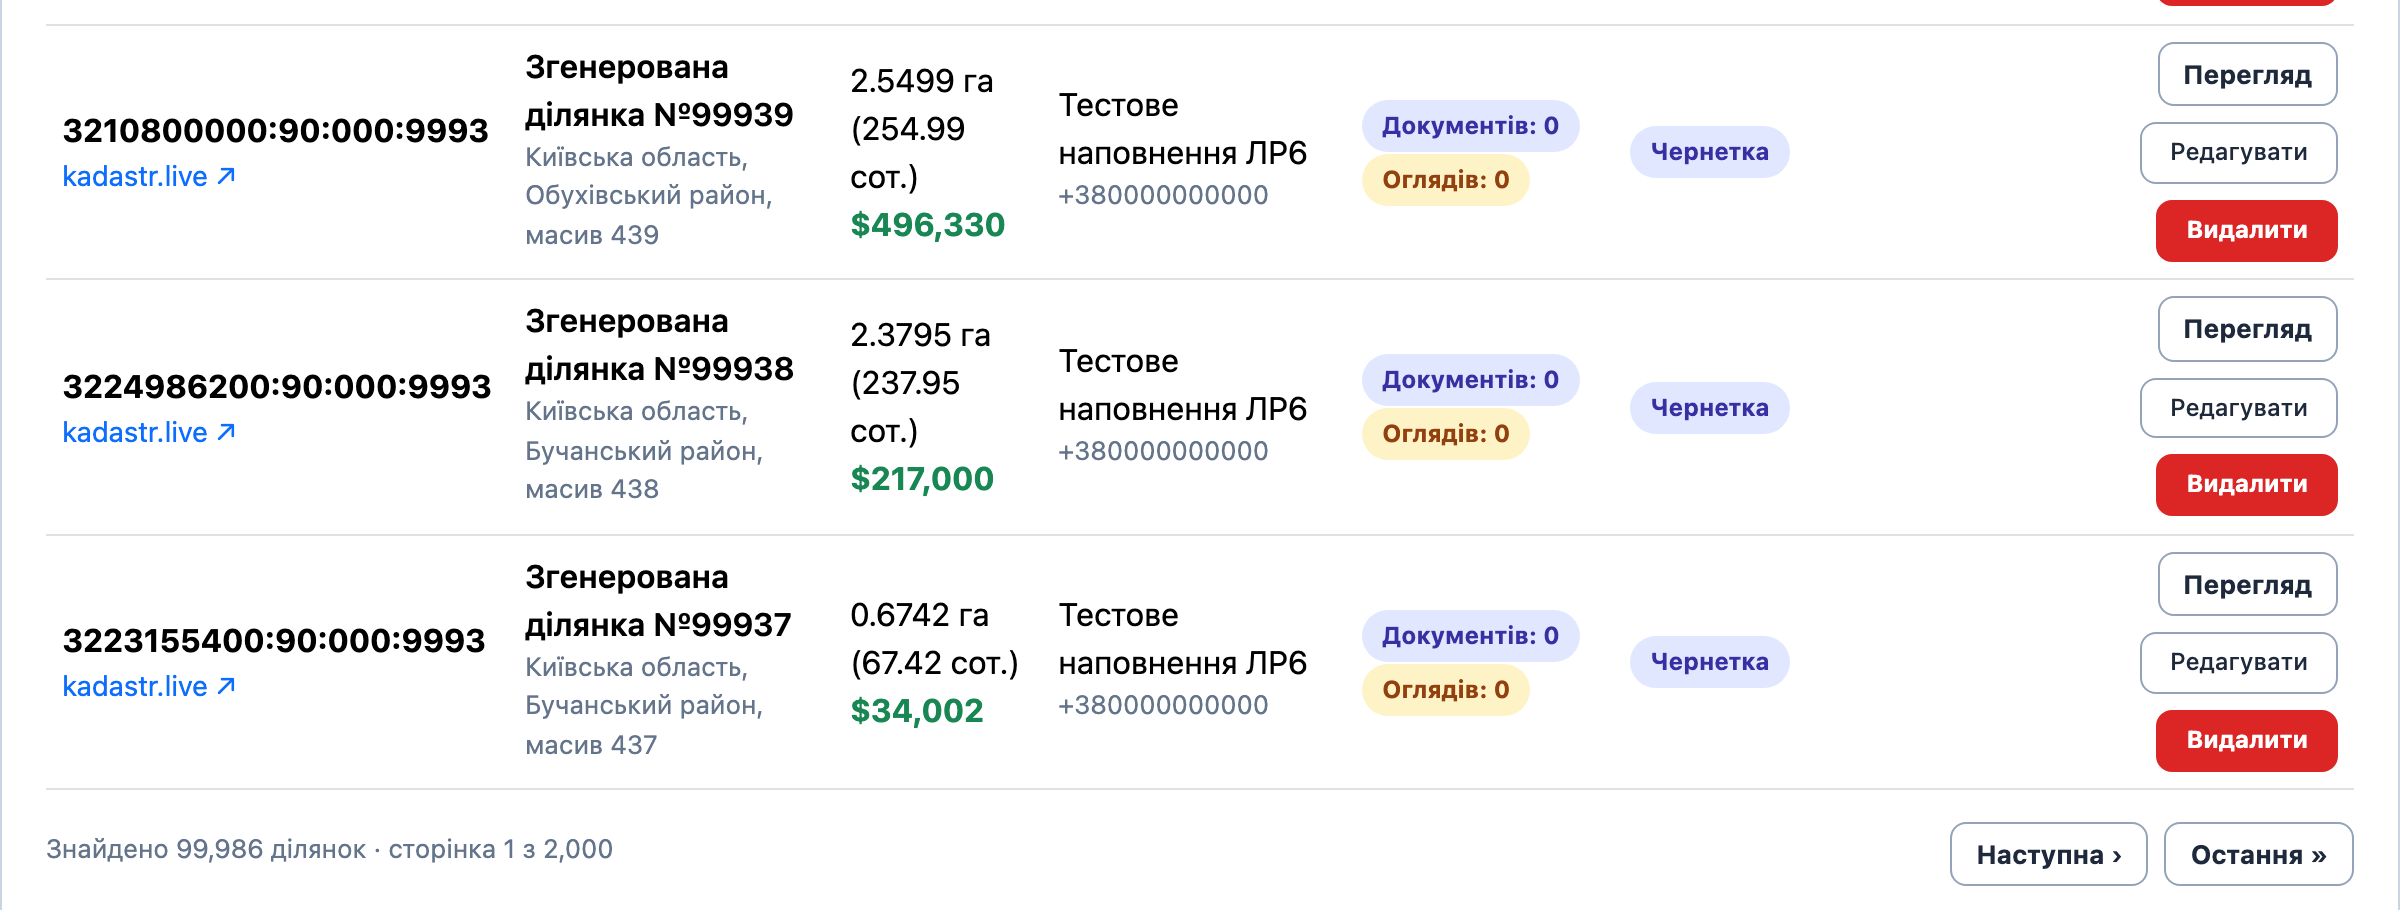 3210800000:90:000:9993
kadastr.live ↗
Згенерована
ділянка №99939
Київська область,
Обухівський район,
масив 439
2.5499 га
(254.99
сот.)
$496,330
Тестове
наповнення ЛР6
+380000000000
Документів: 0
Оглядів: 0
Чернетка
Перегляд
Редагувати
Видалити
3224986200:90:000:9993
kadastr.live ↗
Згенерована
ділянка №99938
Київська область,
Бучанський район,
масив 438
2.3795 га
(237.95
сот.)
$217,000
Тестове
наповнення ЛР6
+380000000000
Документів: 0
Оглядів: 0
Чернетка
Перегляд
Редагувати
Видалити
3223155400:90:000:9993
kadastr.live ↗
Згенерована
ділянка №99937
Київська область,
Бучанський район,
масив 437
0.6742 га
(67.42 сот.)
$34,002
Тестове
наповнення ЛР6
+380000000000
Документів: 0
Оглядів: 0
Чернетка
Перегляд
Редагувати
Видалити
Знайдено 99,986 ділянок · сторінка 1 з 2,000
Наступна ›
Остання »